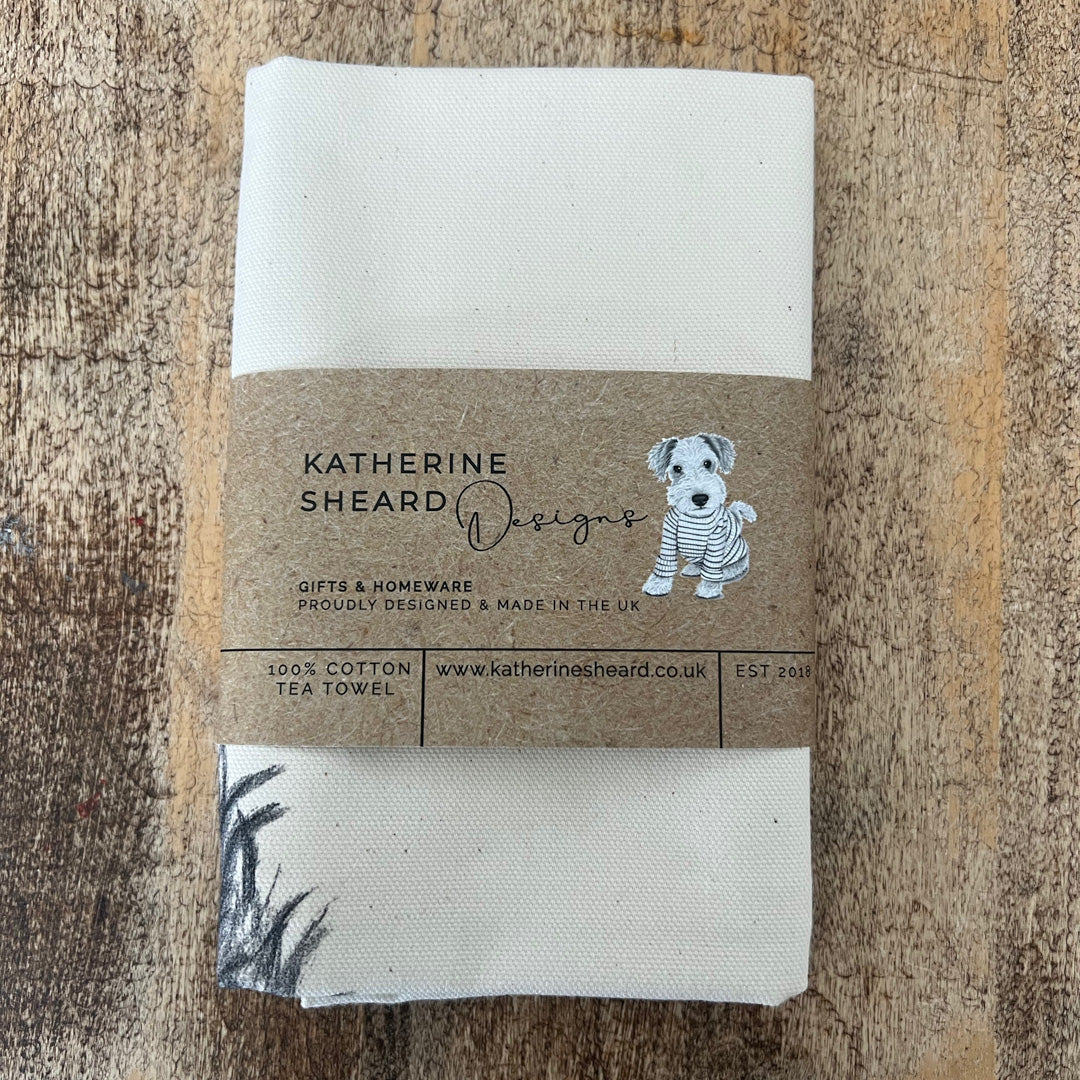 KATHERINE
SHEARD Designs
GIFTS & HOMEWARE
PROUDLY DESIGNED & MADE IN THE UK
100% COTTON
TEA TOWEL
www.katherinesheard.co.uk
EST 2018